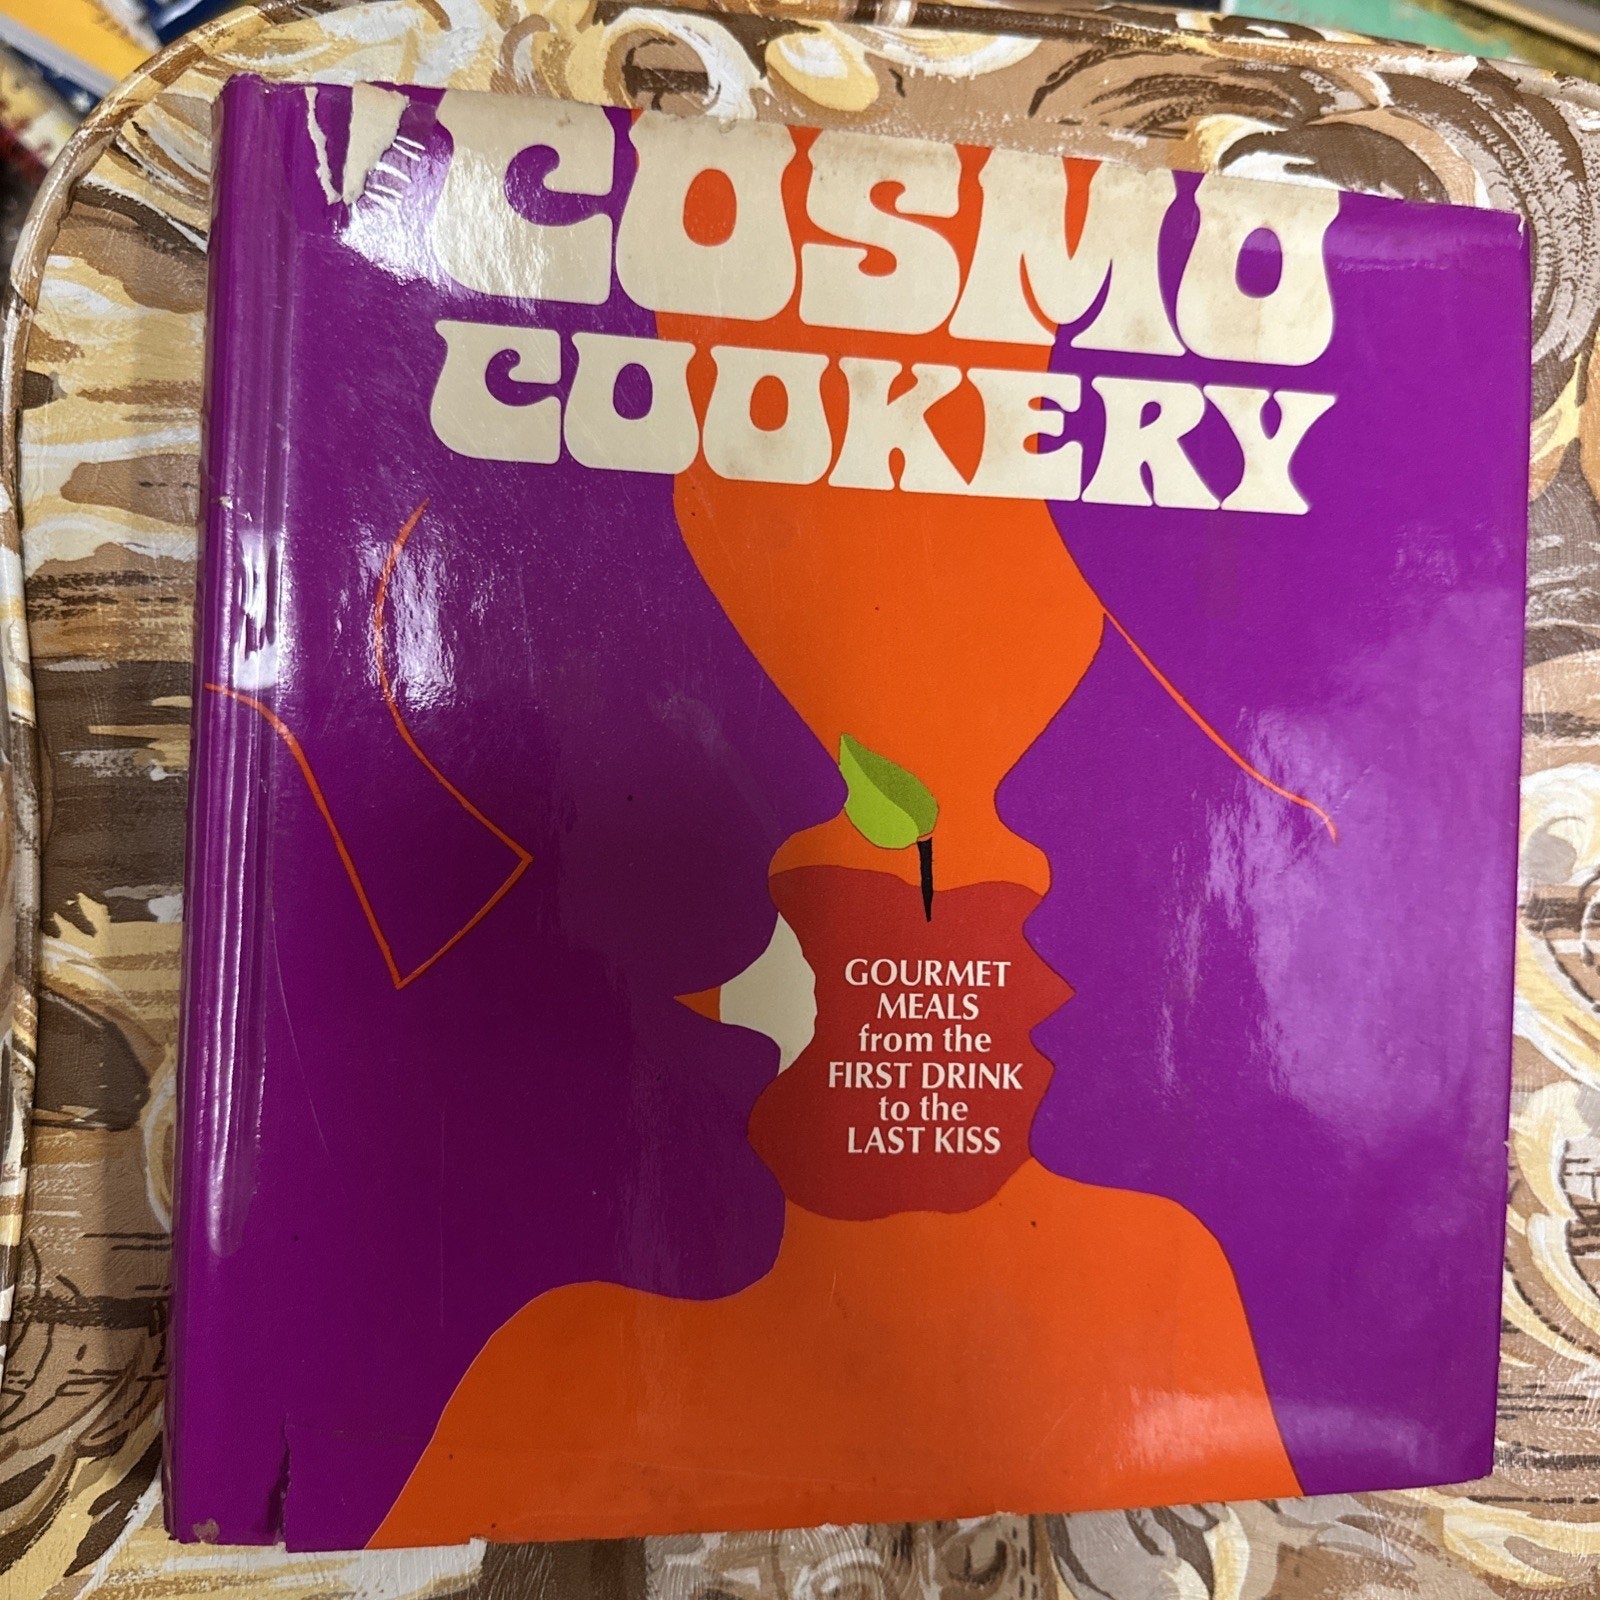 COSMO
COOKERY
GOURMET
MEALS
from the
FIRST DRINK
to the
LAST KISS